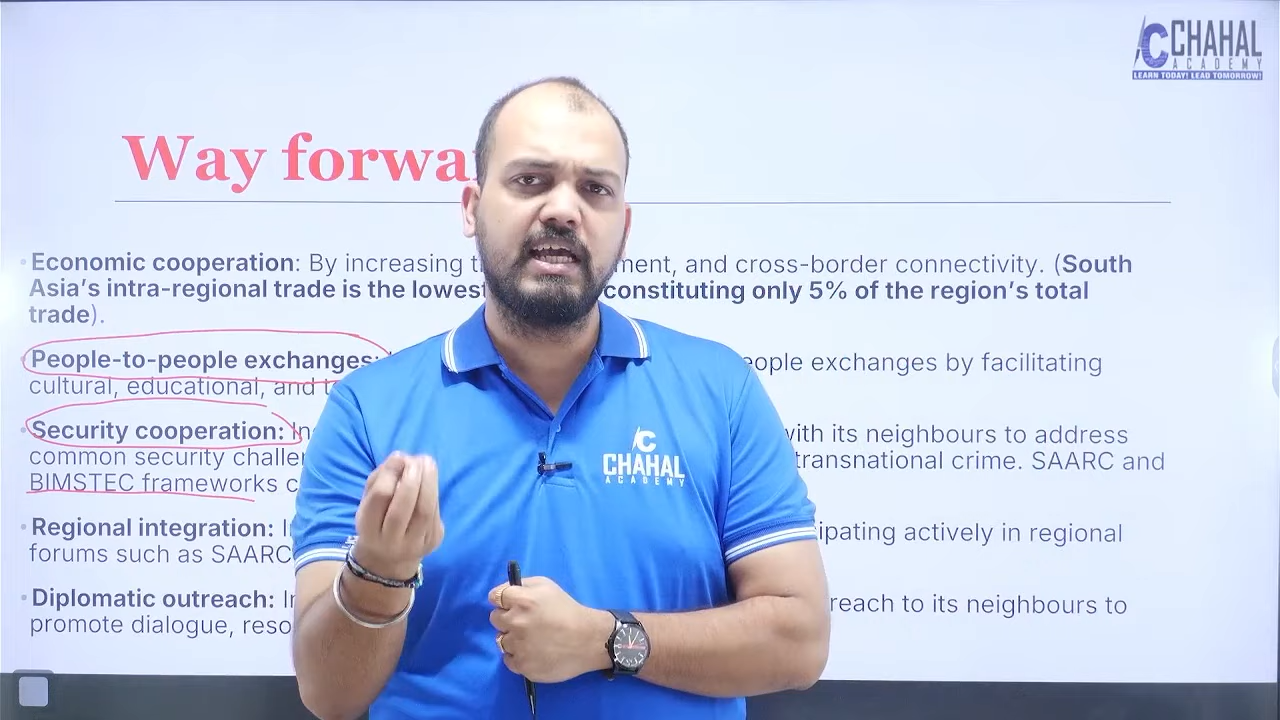 CHAHAL
ACADEMY
LEARN TODAY! LEAD TOMORROW!
Way forwa
Economic cooperation: By increasing ment, and cross-border connectivity. (South
Asia's intra-regional trade is the lowest constituting only 5% of the region's total
trade).
People-to-people exchanges: eople exchanges by facilitating
cultural, educational, and
Security cooperation: with its neighbours to address
common security transnational crime. SAARC and
BIMSTEC frameworks
Regional integration: ipating actively in regional
forums such as SAARC
Diplomatic outreach: reach to its neighbours to
promote dialogue,
CHAHAL
ACADEMY